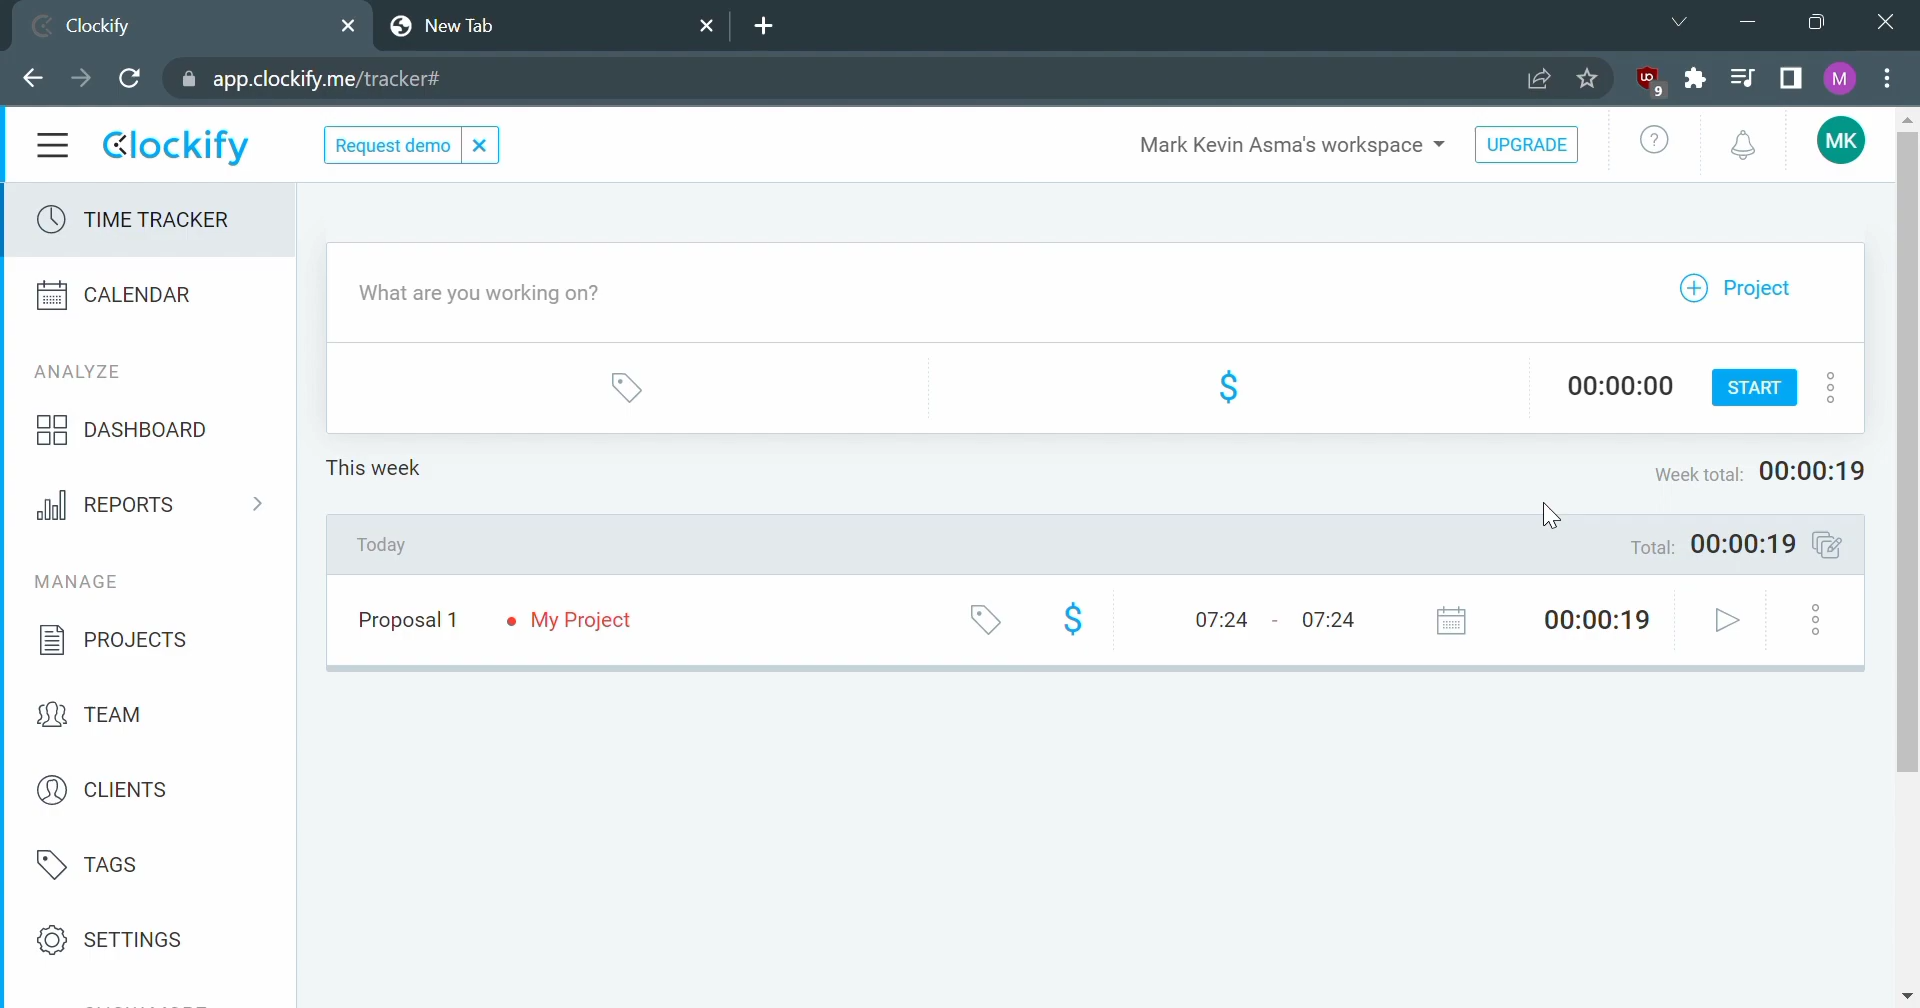 Clockify
New Tab
app.clockify.me/tracker#
9
M
Clockify
Request demo
Mark Kevin Asma's workspace
UPGRADE
MK
TIME TRACKER
CALENDAR
ANALYZE
DASHBOARD
REPORTS
MANAGE
PROJECTS
TEAM
CLIENTS
TAGS
SETTINGS
What are you working on?
Project
$
00:00:00
START
This week
Week total: 00:00:19
Today
Total: 00:00:19
Proposal 1
My Project
$
07:24 - 07:24
00:00:19